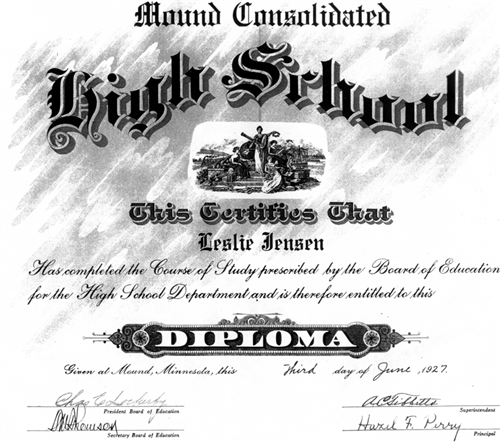 Mound Consolidated
High School
This Certifies That
Leslie Jensen
Has completed the Course of Study prescribed by the Board of Education
for the High School Department and is therefore entitled to this
DIPLOMA
Given at Mound, Minnesota, this Third day of June, 1927.
Chas C
President Board of Education
Secretary Board of Education
A C Tibbetts
Superintendent
Hazel F. Perry
Principal